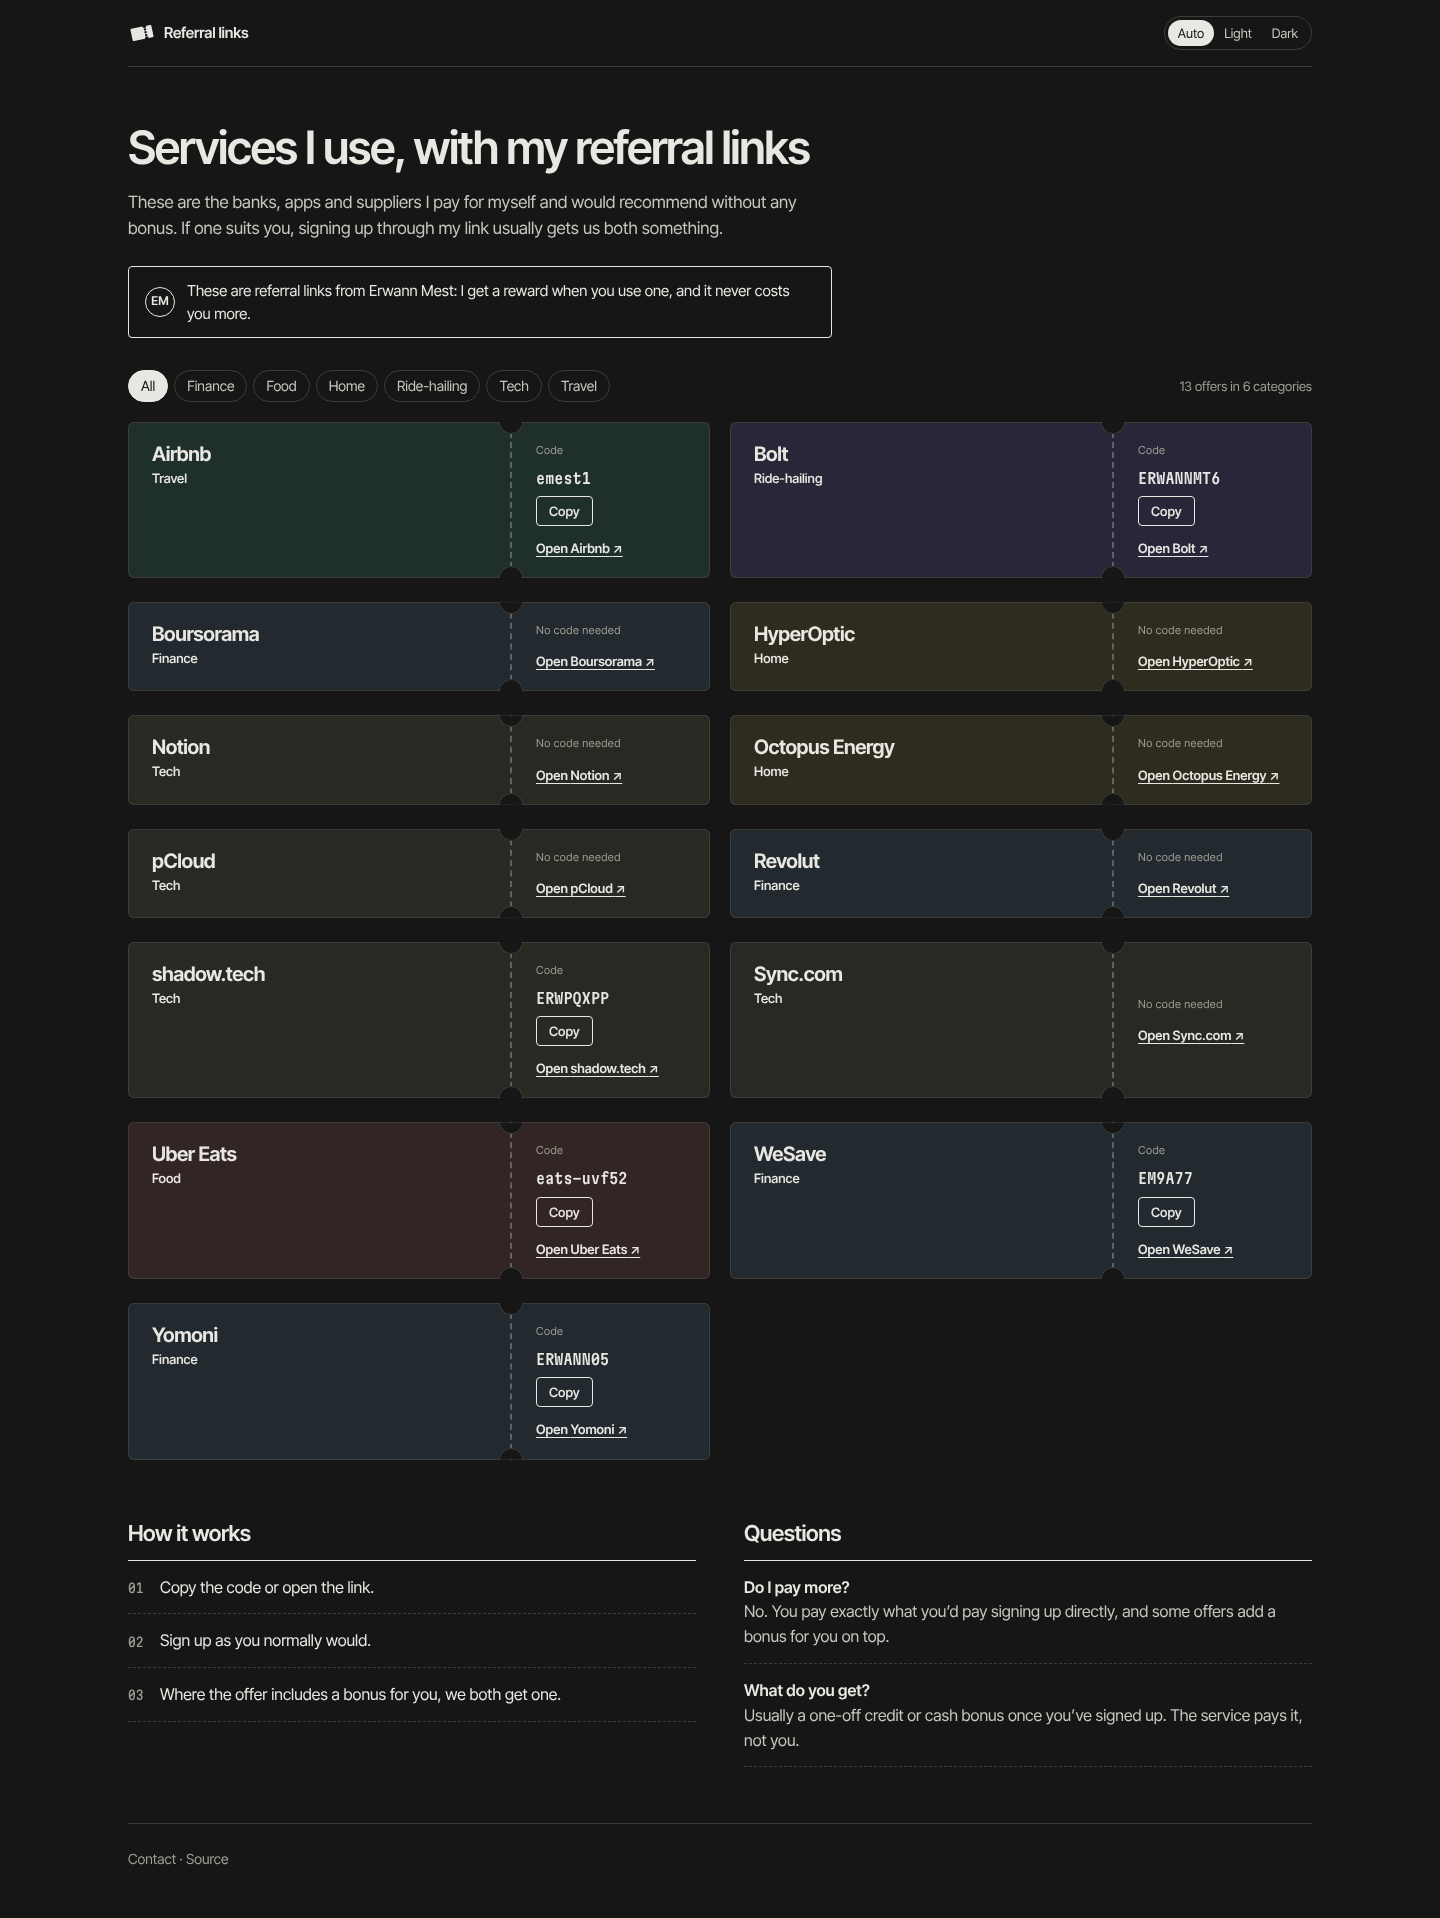 Referral links
Auto Light Dark
Services I use, with my referral links
These are the banks, apps and suppliers I pay for myself and would recommend without any
bonus. If one suits you, signing up through my link usually gets us both something.
EM
These are referral links from Erwann Mest: I get a reward when you use one, and it never costs
you more.
All Finance Food Home Ride-hailing Tech Travel
13 offers in 6 categories
Airbnb
Travel
Code
emest1
Copy
Open Airbnb ↗
Bolt
Ride-hailing
Code
ERWANNMT6
Copy
Open Bolt ↗
Boursorama
Finance
No code needed
Open Boursorama ↗
HyperOptic
Home
No code needed
Open HyperOptic ↗
Notion
Tech
No code needed
Open Notion ↗
Octopus Energy
Home
No code needed
Open Octopus Energy ↗
pCloud
Tech
No code needed
Open pCloud ↗
Revolut
Finance
No code needed
Open Revolut ↗
shadow.tech
Tech
Code
ERWPQXPP
Copy
Open shadow.tech ↗
Sync.com
Tech
No code needed
Open Sync.com ↗
Uber Eats
Food
Code
eats-uvf52
Copy
Open Uber Eats ↗
WeSave
Finance
Code
EM9A77
Copy
Open WeSave ↗
Yomoni
Finance
Code
ERWANN05
Copy
Open Yomoni ↗
How it works
01 Copy the code or open the link.
02 Sign up as you normally would.
03 Where the offer includes a bonus for you, we both get one.
Questions
Do I pay more?
No. You pay exactly what you’d pay signing up directly, and some offers add a
bonus for you on top.
What do you get?
Usually a one-off credit or cash bonus once you’ve signed up. The service pays it,
not you.
Contact · Source